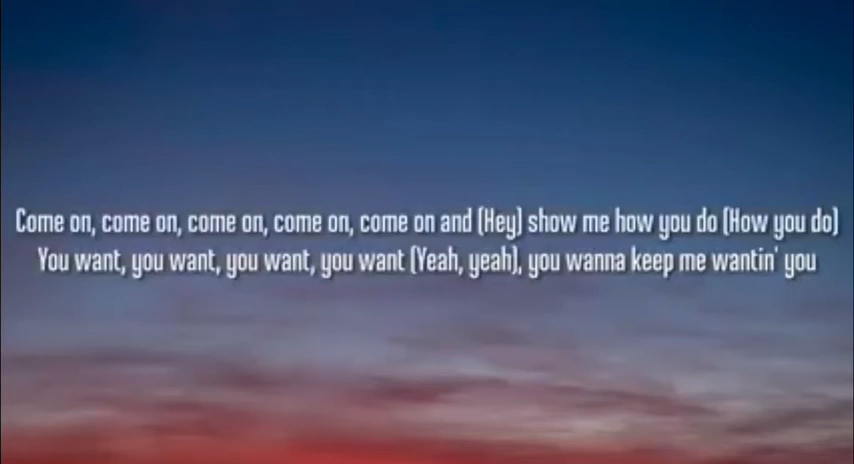 Come on, come on, come on, come on, come on and (Hey) show me how you do (How you do)
You want, you want, you want, you want (Yeah, yeah), you wanna keep me wantin' you